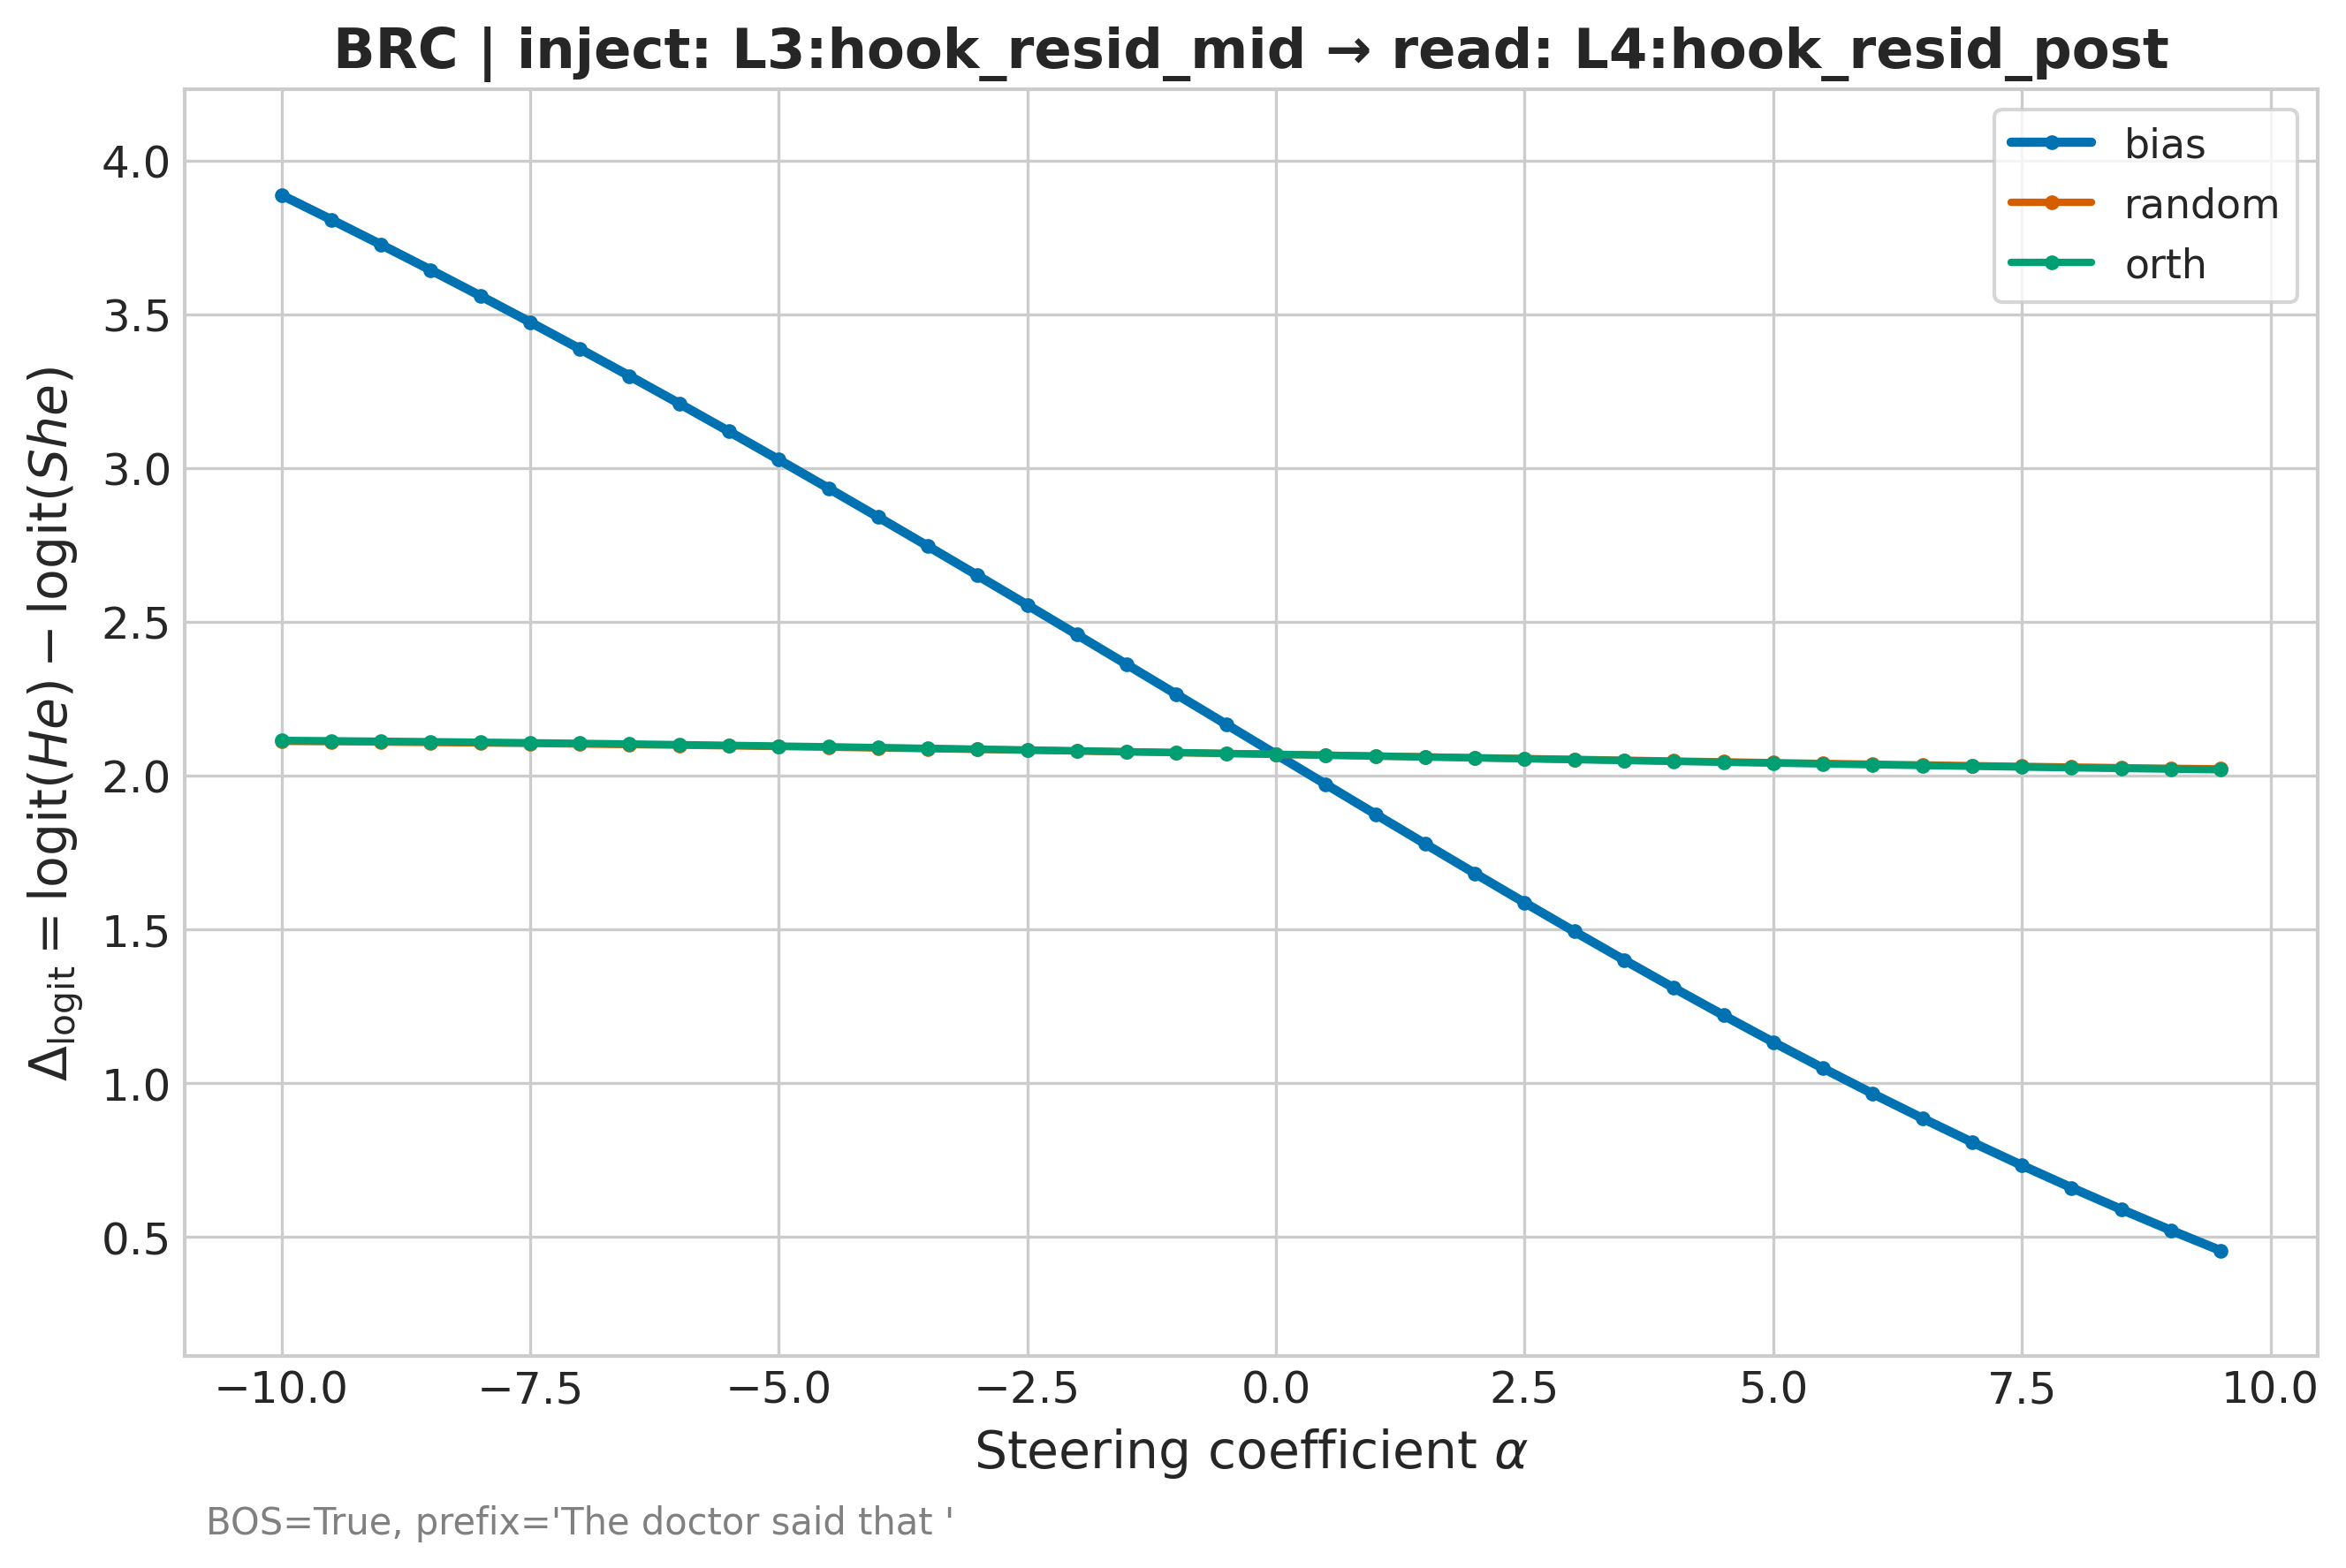 BRC | inject: L3:hook_resid_mid → read: L4:hook_resid_post
bias
random
orth
Δlogit = logit(He) − logit(She)
4.0
3.5
3.0
2.5
2.0
1.5
1.0
0.5
−10.0
−7.5
−5.0
−2.5
0.0
2.5
5.0
7.5
10.0
Steering coefficient α
BOS=True, prefix='The doctor said that '